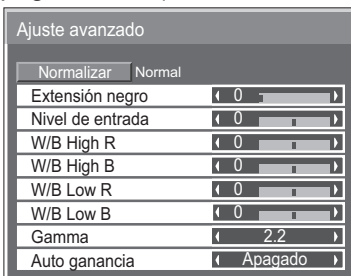 Ajuste avanzado
Normalizar Normal
Extensión negro 0
Nivel de entrada 0
W/B High R 0
W/B High B 0
W/B Low R 0
W/B Low B 0
Gamma 2.2
Auto ganancia Apagado